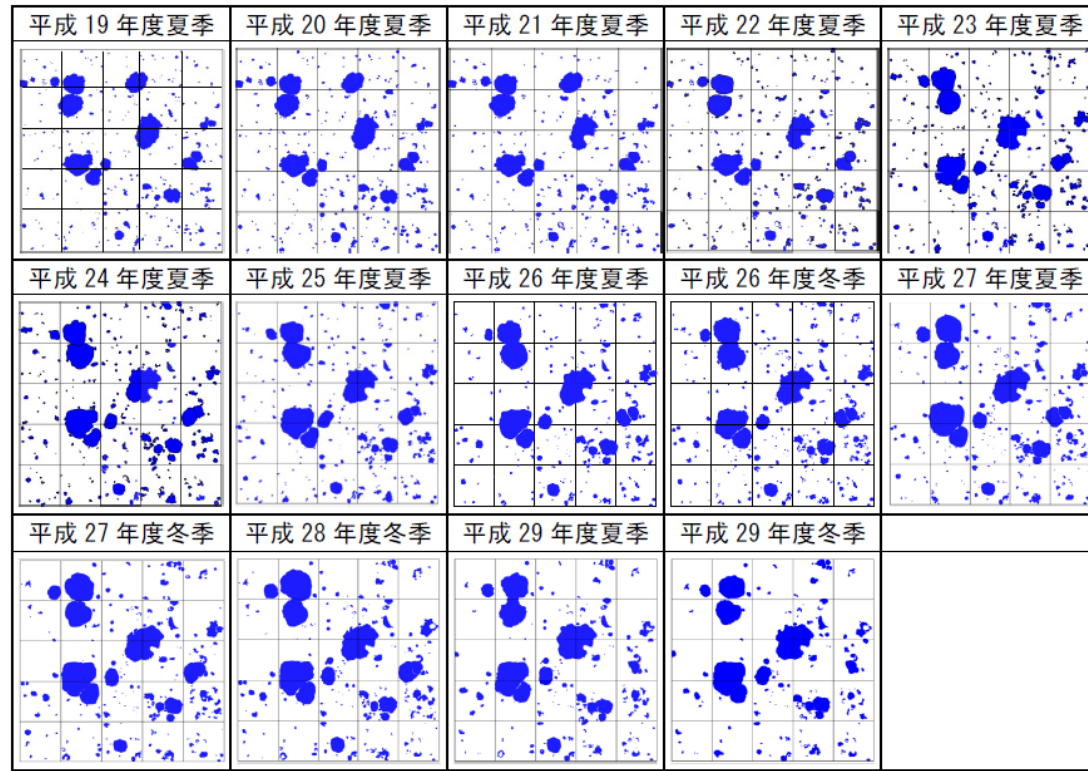 平成 19 年度夏季 平成 20 年度夏季 平成 21 年度夏季 平成 22 年度夏季 平成 23 年度夏季
平成 24 年度夏季 平成 25 年度夏季 平成 26 年度夏季 平成 26 年度冬季 平成 27 年度夏季
平成 27 年度冬季 平成 28 年度冬季 平成 29 年度夏季 平成 29 年度冬季